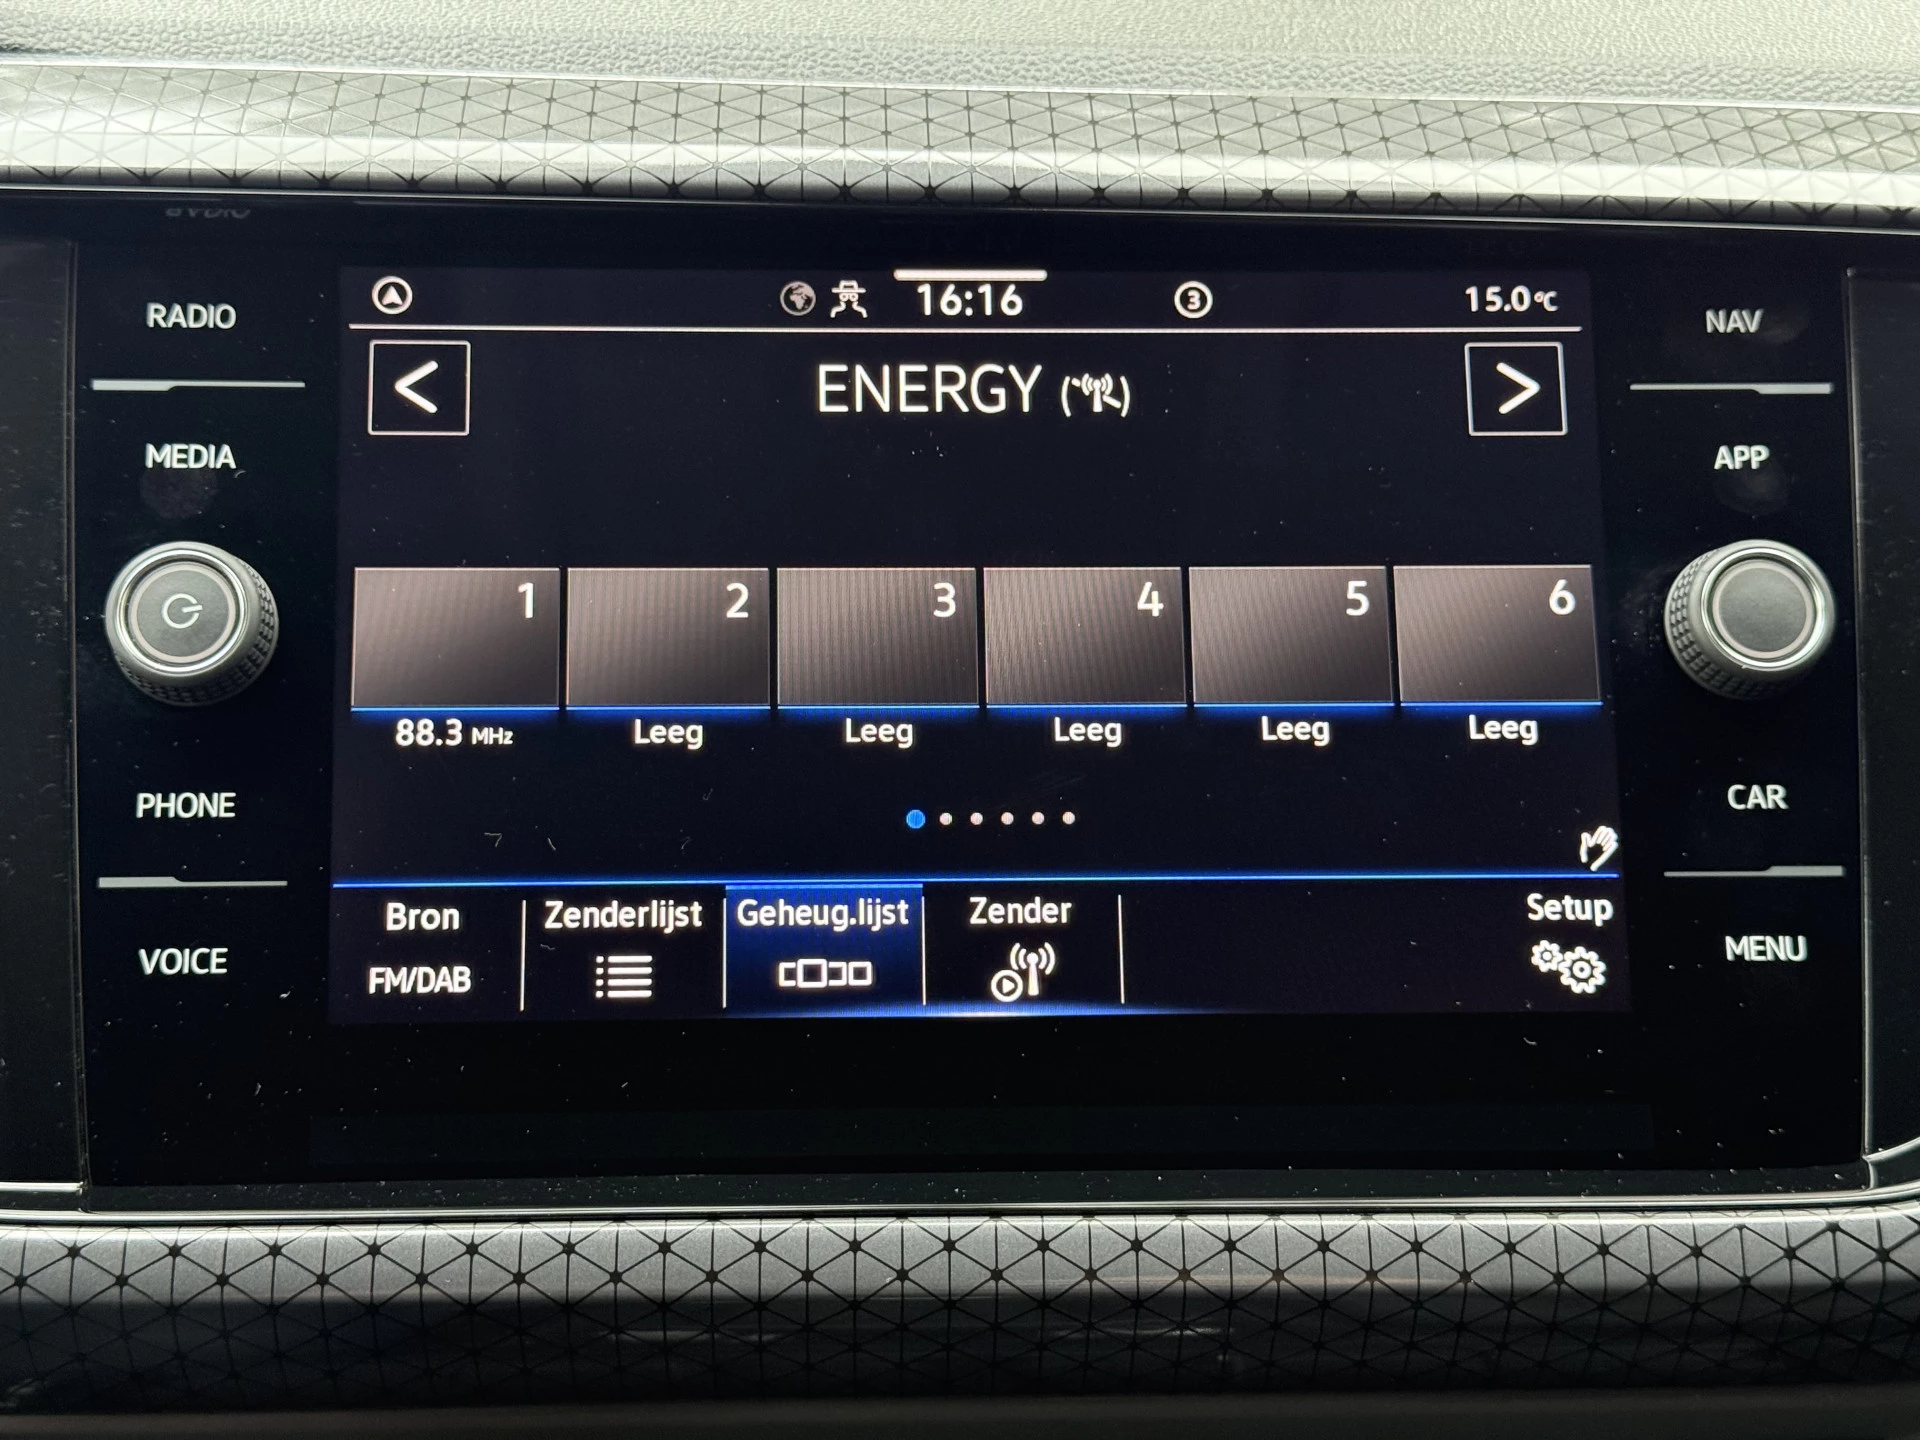 16:16
3
15.0°C
RADIO
NAV
<
ENERGY
>
MEDIA
APP
1
2
3
4
5
6
88.3 MHz
Leeg
Leeg
Leeg
Leeg
Leeg
PHONE
CAR
Bron
Zenderlijst
Geheug.lijst
Zender
Setup
VOICE
FM/DAB
MENU